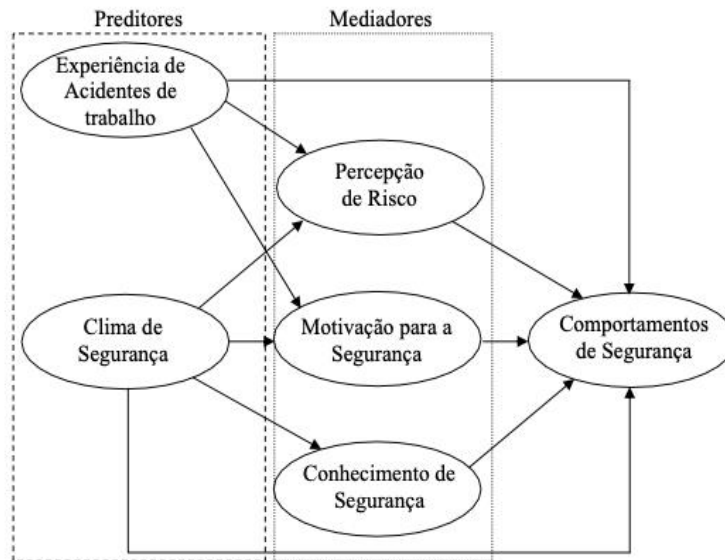 Preditores
Mediadores
Experiência de
Acidentes de
trabalho
Percepção
de Risco
Clima de
Segurança
Motivação para a
Segurança
Comportamentos
de Segurança
Conhecimento de
Segurança